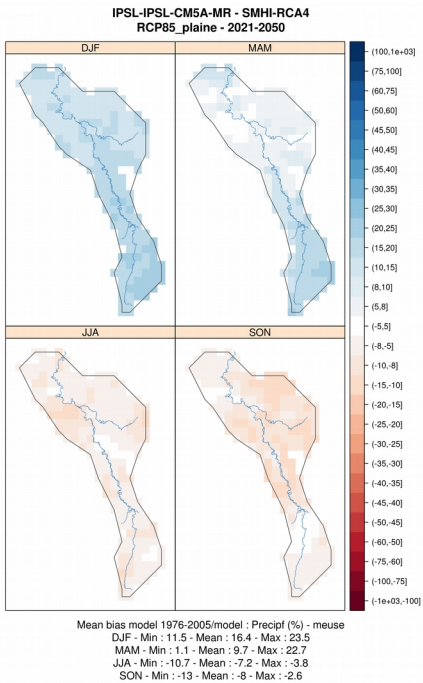 IPSL-IPSL-CM5A-MR - SMHI-RCA4
RCP85_plaine - 2021-2050
DJF
MAM
JJA
SON
(100,1e+03]
(75,100]
(60,75]
(50,60]
(45,50]
(40,45]
(35,40]
(30,35]
(25,30]
(20,25]
(15,20]
(10,15]
(8,10]
(5,8]
(-5,5]
(-8,-5]
(-10,-8]
(-15,-10]
(-20,-15]
(-25,-20]
(-30,-25]
(-35,-30]
(-40,-35]
(-45,-40]
(-50,-45]
(-60,-50]
(-75,-60]
(-100,-75]
(-1e+03,-100]
Mean bias model 1976-2005/model : Precipf (%) - meuse
DJF - Min : 11.5 - Mean : 16.4 - Max : 23.5
MAM - Min : 1.1 - Mean : 9.7 - Max : 22.7
JJA - Min : -10.7 - Mean : -7.2 - Max : -3.8
SON - Min : -13 - Mean : -8 - Max : -2.6